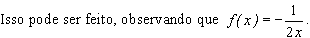 Isso pode ser feito, observando que f(x) = −1/(2x).